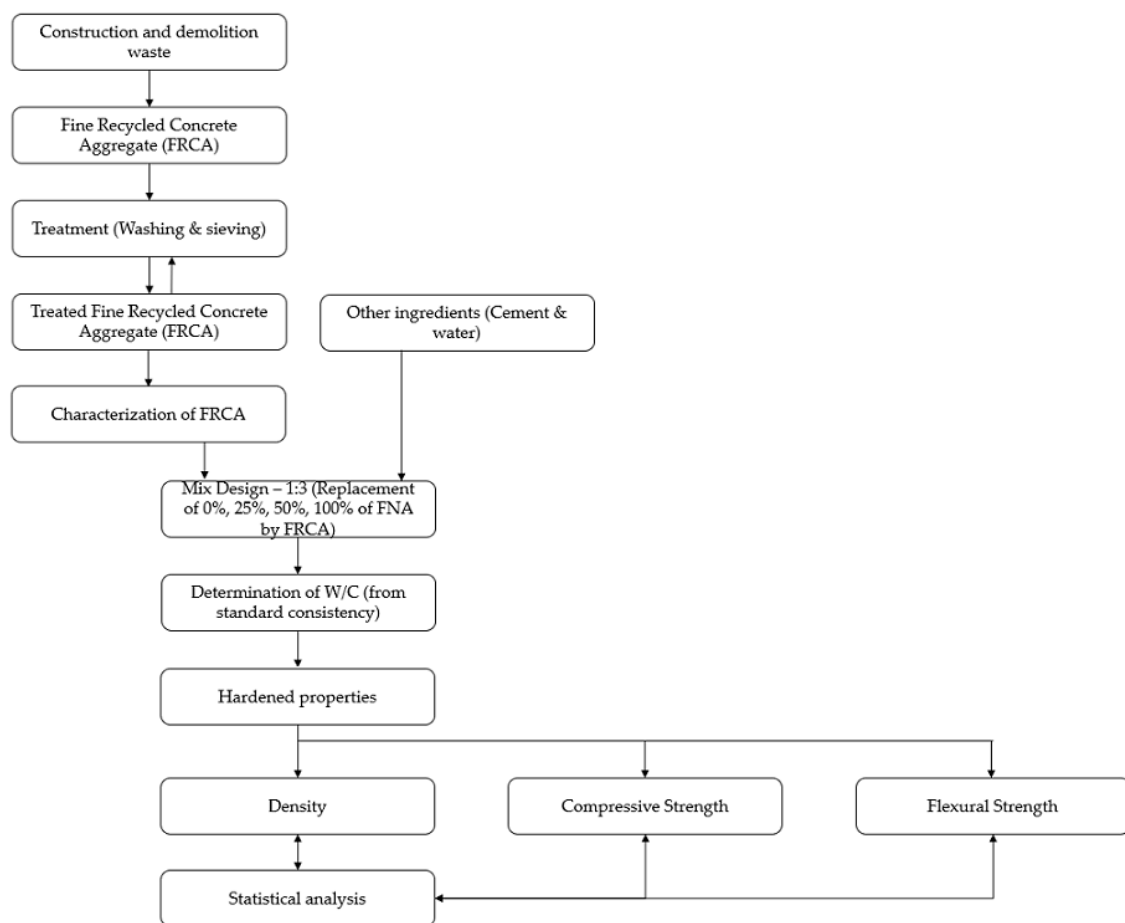 Construction and demolition
waste
Fine Recycled Concrete
Aggregate (FRCA)
Treatment (Washing & sieving)
Treated Fine Recycled Concrete
Aggregate (FRCA)
Other ingredients (Cement &
water)
Characterization of FRCA
Mix Design – 1:3 (Replacement
of 0%, 25%, 50%, 100% of FNA
by FRCA)
Determination of W/C (from
standard consistency)
Hardened properties
Density
Compressive Strength
Flexural Strength
Statistical analysis